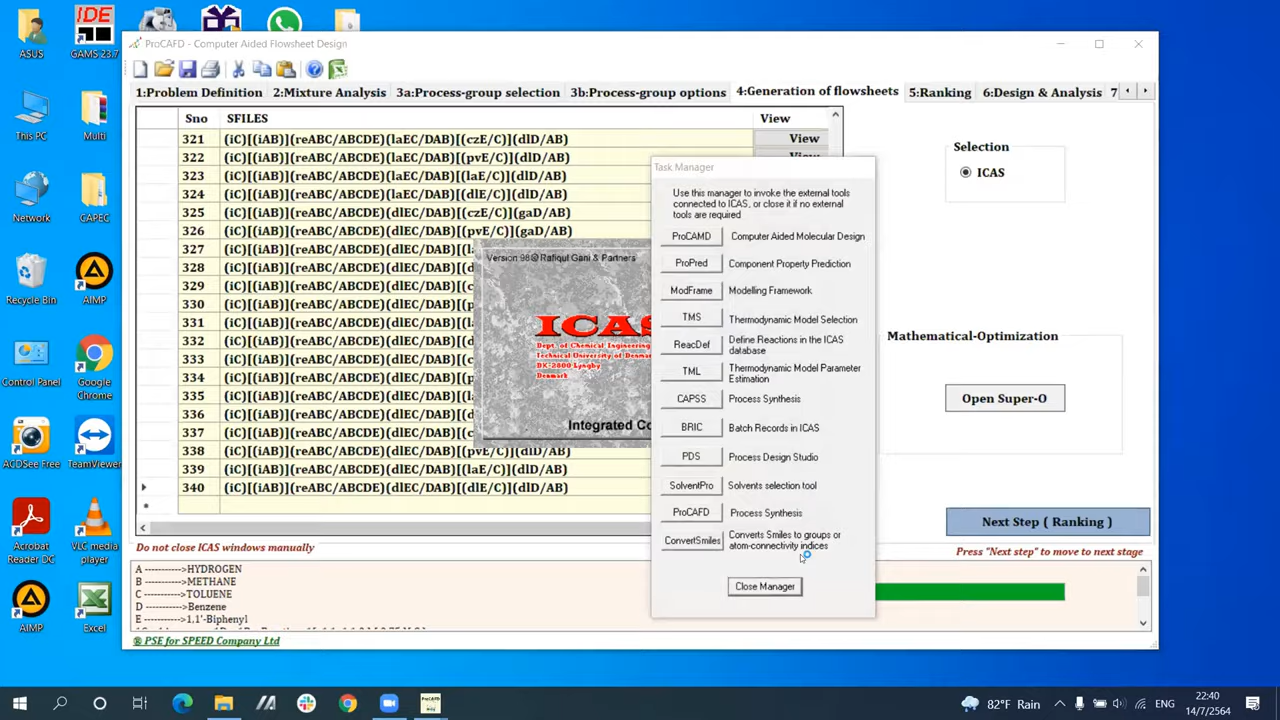 ASUS
GAMS 23.7
This PC
Multi
Network
CAPEC
Recycle Bin
AIMP
Control Panel
Google
Chrome
ACDSee Free
TeamViewer
Acrobat
Reader DC
VLC media
player
AIMP
Excel
IDE
ProCAFD - Computer Aided Flowsheet Design
1:Problem Definition
2:Mixture Analysis
3a:Process-group selection
3b:Process-group options
4:Generation of flowsheets
5:Ranking
6:Design & Analysis
7
Sno SFILES View
321 (iC)[(iAB)](reABC/ABCDE)(laEC/DAB)[(czE/C)](dlD/AB) View
322 (iC)[(iAB)](reABC/ABCDE)(laEC/DAB)[(pvE/C)](dlD/AB) View
323 (iC)[(iAB)](reABC/ABCDE)(laEC/DAB)[(laE/C)](dlD/AB)
324 (iC)[(iAB)](reABC/ABCDE)(laEC/DAB)[(dlE/C)](dlD/AB)
325 (iC)[(iAB)](reABC/ABCDE)(dlEC/DAB)[(czE/C)](gaD/AB)
326 (iC)[(iAB)](reABC/ABCDE)(dlEC/DAB)[(pvE/C)](gaD/AB)
327 (iC)[(iAB)](reABC/ABCDE)(dlEC/DAB)[(la
328 (iC)[(iAB)](reABC/ABCDE)(dlEC/DAB)[(d
329 (iC)[(iAB)](reABC/ABCDE)(dlEC/DAB)[(c
330 (iC)[(iAB)](reABC/ABCDE)(dlEC/DAB)[(p
331 (iC)[(iAB)](reABC/ABCDE)(dlEC/DAB)[(la
332 (iC)[(iAB)](reABC/ABCDE)(dlEC/DAB)[(d
333 (iC)[(iAB)](reABC/ABCDE)(dlEC/DAB)[(c
334 (iC)[(iAB)](reABC/ABCDE)(dlEC/DAB)[(p
335 (iC)[(iAB)](reABC/ABCDE)(dlEC/DAB)[(la
336 (iC)[(iAB)](reABC/ABCDE)(dlEC/DAB)[(d
337 (iC)[(iAB)](reABC/ABCDE)(dlEC/DAB)[(c
338 (iC)[(iAB)](reABC/ABCDE)(dlEC/DAB)[(pvE/C)](dlD/AB)
339 (iC)[(iAB)](reABC/ABCDE)(dlEC/DAB)[(laE/C)](dlD/AB)
340 (iC)[(iAB)](reABC/ABCDE)(dlEC/DAB)[(dlE/C)](dlD/AB)
Version 98@Rafiqul Gani & Partners
ICAS
Dept. of Chemical Engineering
Technical University of Denmar
DK-2800 Lyngby
Denmark
Integrated Co
Task Manager
Use this manager to invoke the external tools
connected to ICAS, or close it if no external
tools are required
ProCAMD Computer Aided Molecular Design
ProPred Component Property Prediction
ModFrame Modelling Framework
TMS Thermodynamic Model Selection
ReacDef Define Reactions in the ICAS
database
TML Thermodynamic Model Parameter
Estimation
CAPSS Process Synthesis
BRIC Batch Records in ICAS
PDS Process Design Studio
SolventPro Solvents selection tool
ProCAFD Process Synthesis
ConvertSmiles Converts Smiles to groups or
atom-connectivity indices
Close Manager
Selection
ICAS
Mathematical-Optimization
Open Super-O
Next Step ( Ranking )
Do not close ICAS windows manually
Press "Next step" to move to next stage
A ----------->HYDROGEN
B ----------->METHANE
C ----------->TOLUENE
D ----------->Benzene
E ----------->1,1'-Biphenyl
® PSE for SPEED Company Ltd
82°F Rain
ENG
22:40
14/7/2564